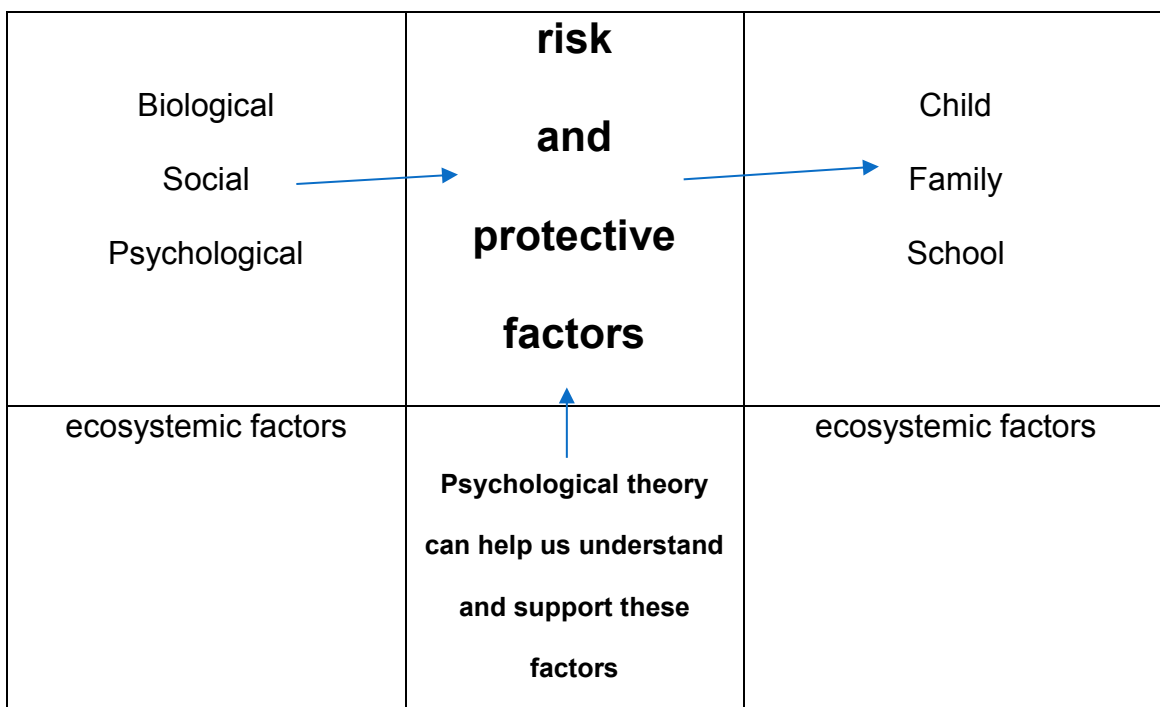 Biological
Social
Psychological
risk
and
protective
factors
Child
Family
School
ecosystemic factors
Psychological theory
can help us understand
and support these
factors
ecosystemic factors